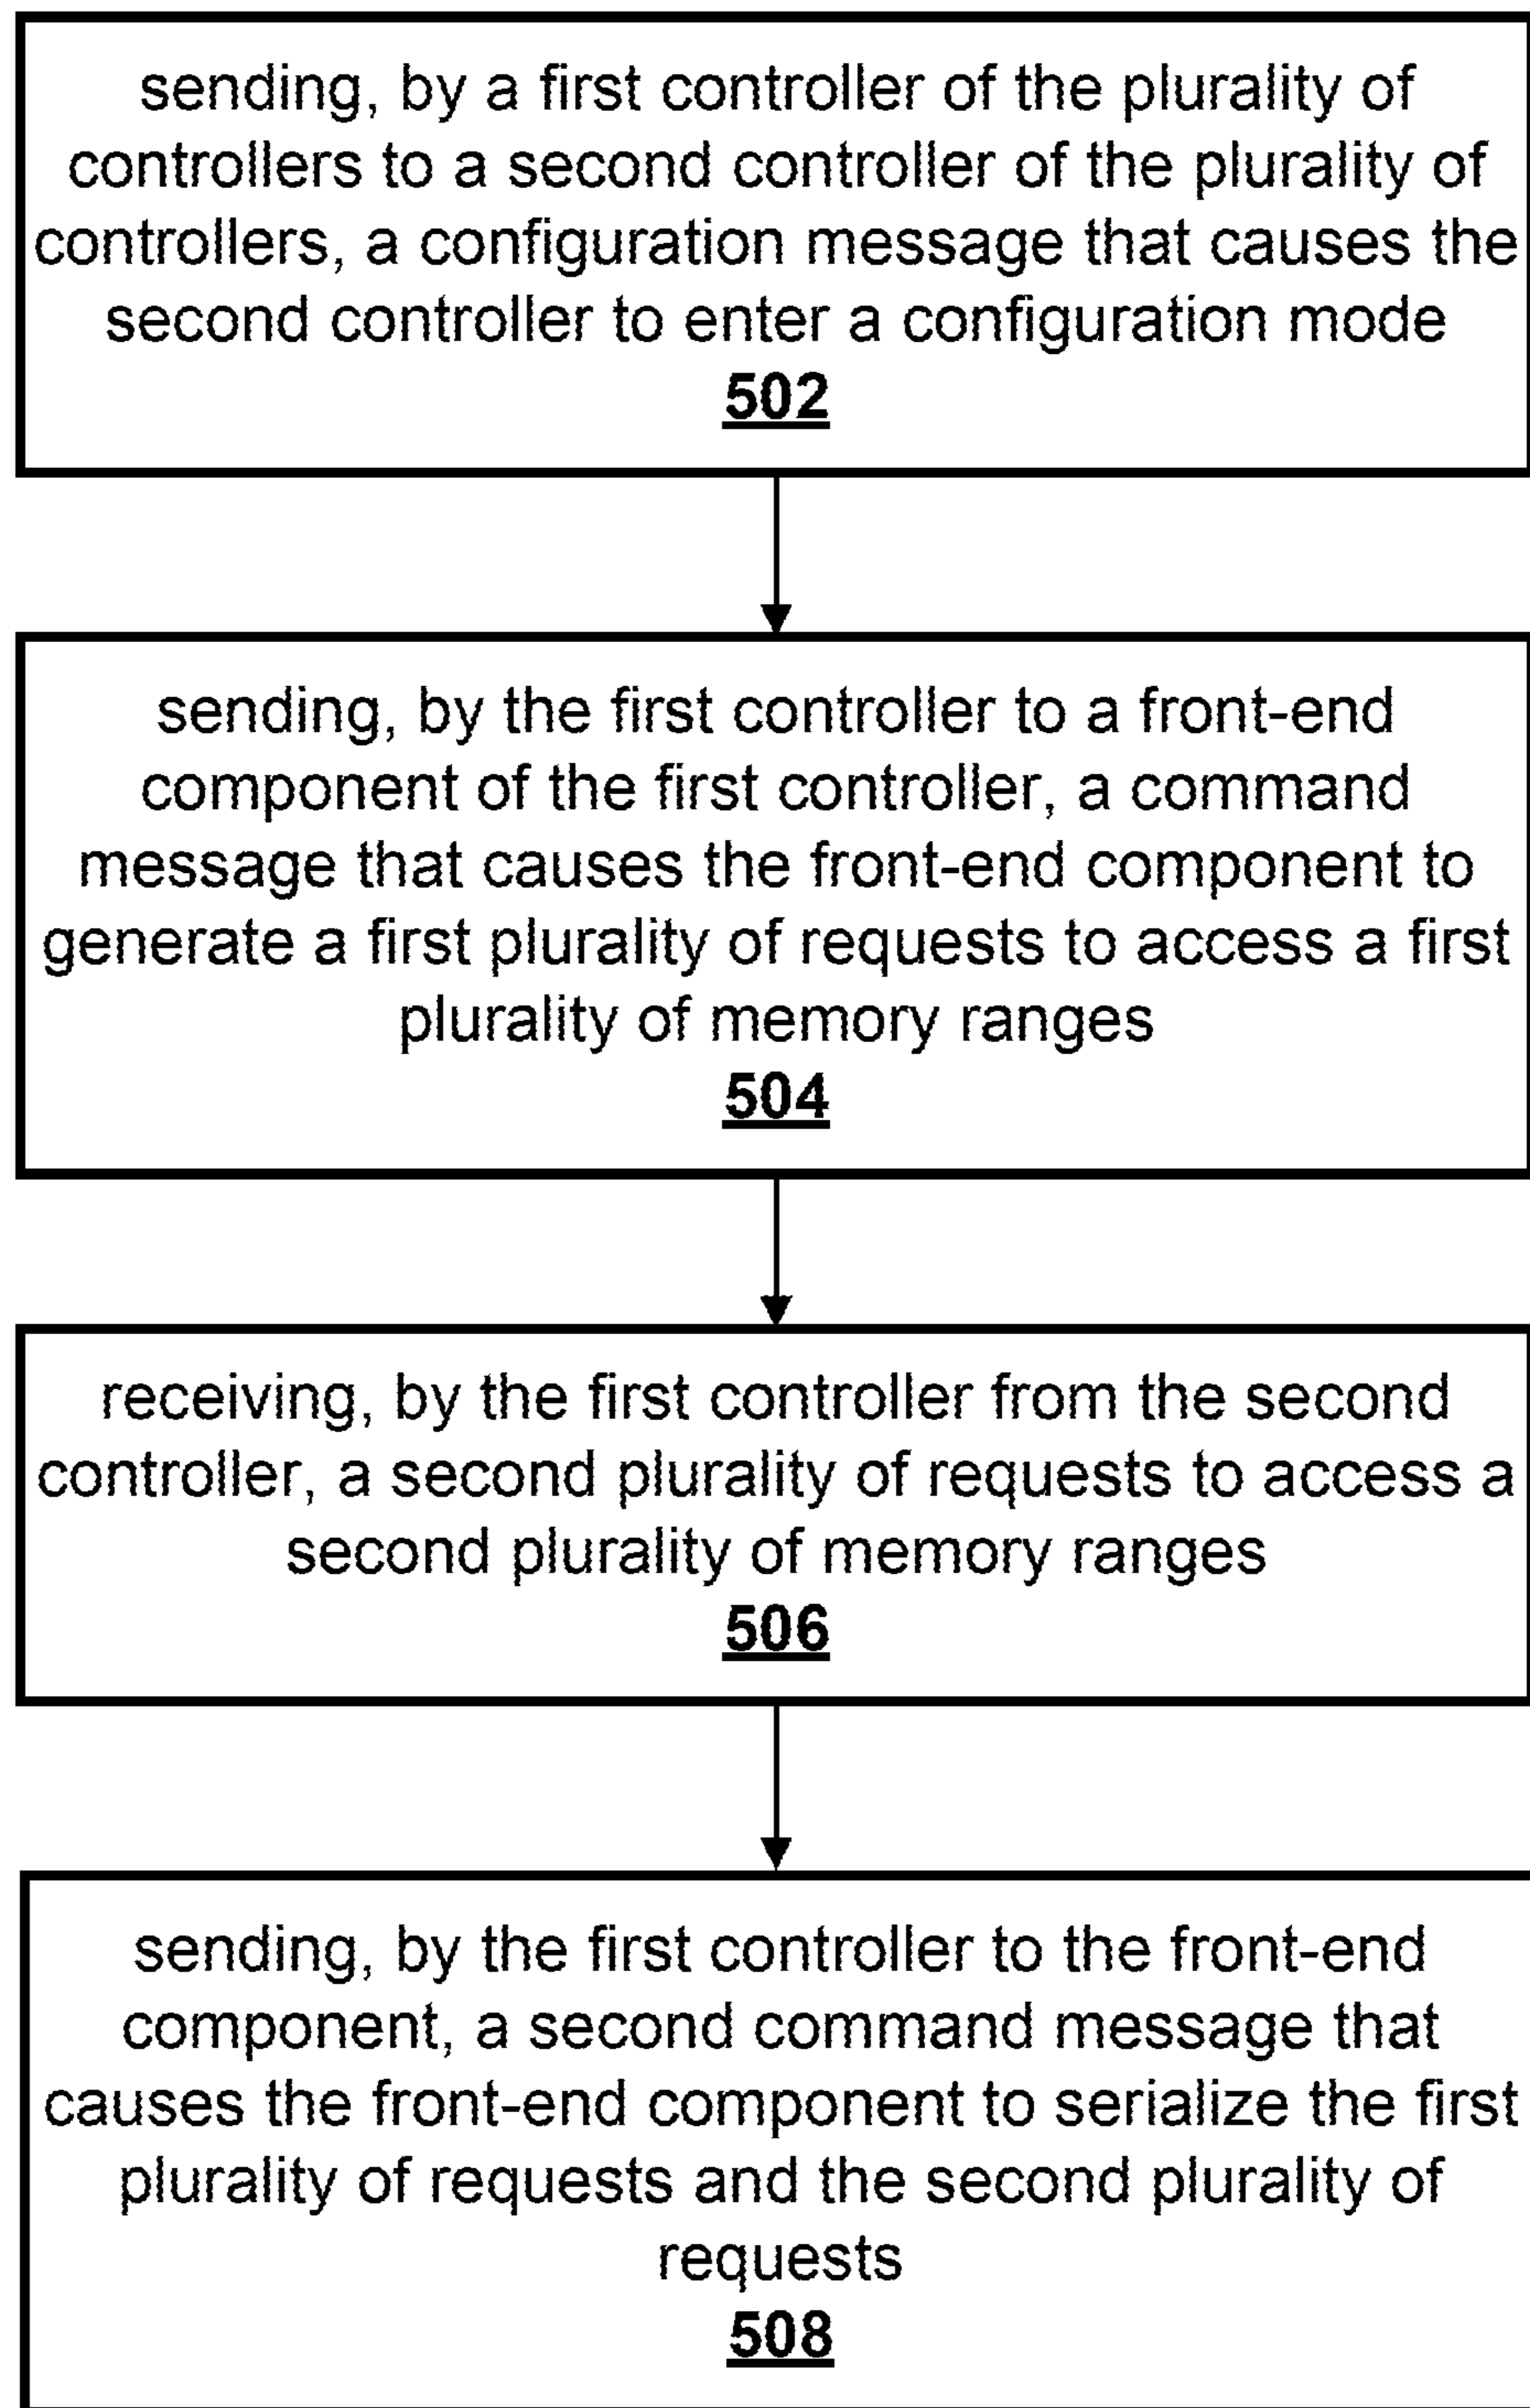 sending, by a first controller of the plurality of
controllers to a second controller of the plurality of
controllers, a configuration message that causes the
second controller to enter a configuration mode
502
sending, by the first controller to a front-end
component of the first controller, a command
message that causes the front-end component to
generate a first plurality of requests to access a first
plurality of memory ranges
504
receiving, by the first controller from the second
controller, a second plurality of requests to access a
second plurality of memory ranges
506
sending, by the first controller to the front-end
component, a second command message that
causes the front-end component to serialize the first
plurality of requests and the second plurality of
requests
508